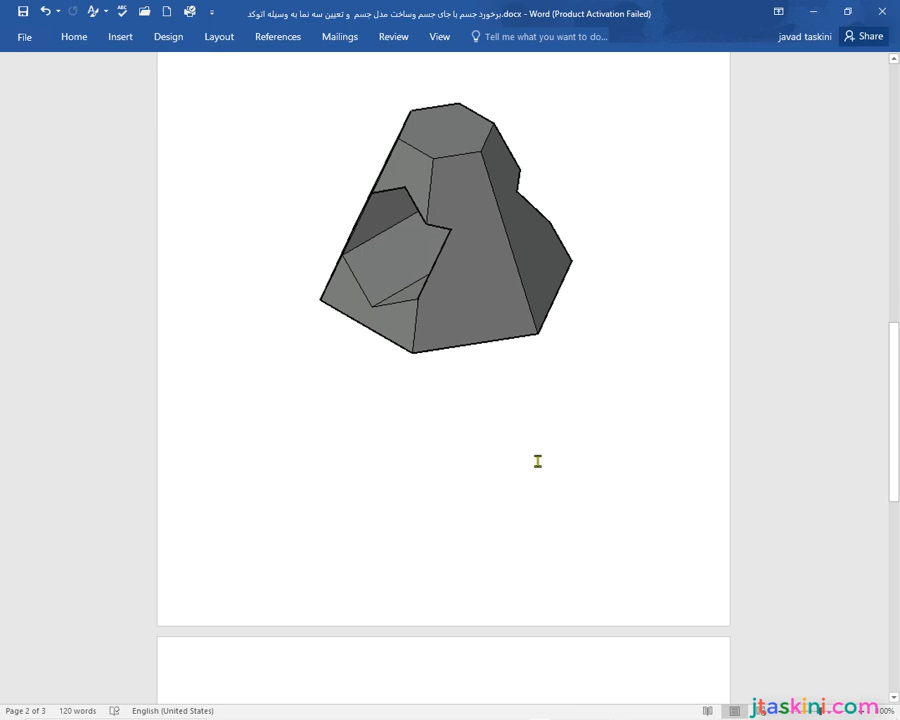 برخورد جسم با جای جسم وساخت مدل جسم و تعیین سه نما به وسیله اتوکد.docx - Word (Product Activation Failed)
File Home Insert Design Layout References Mailings Review View Tell me what you want to do... javad taskini Share
Page 2 of 3 120 words English (United States)
jtaskini.com